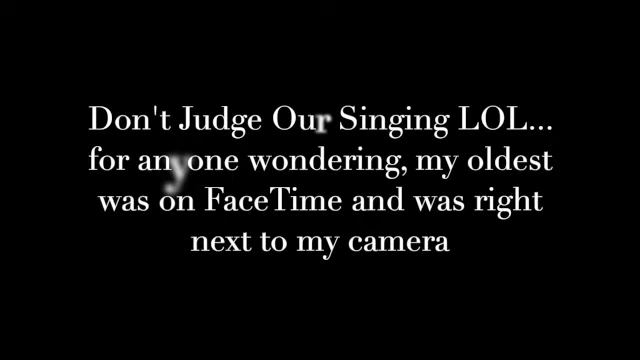 Don't Judge Our Singing LOL...
for anyone wondering, my oldest
was on FaceTime and was right
next to my camera